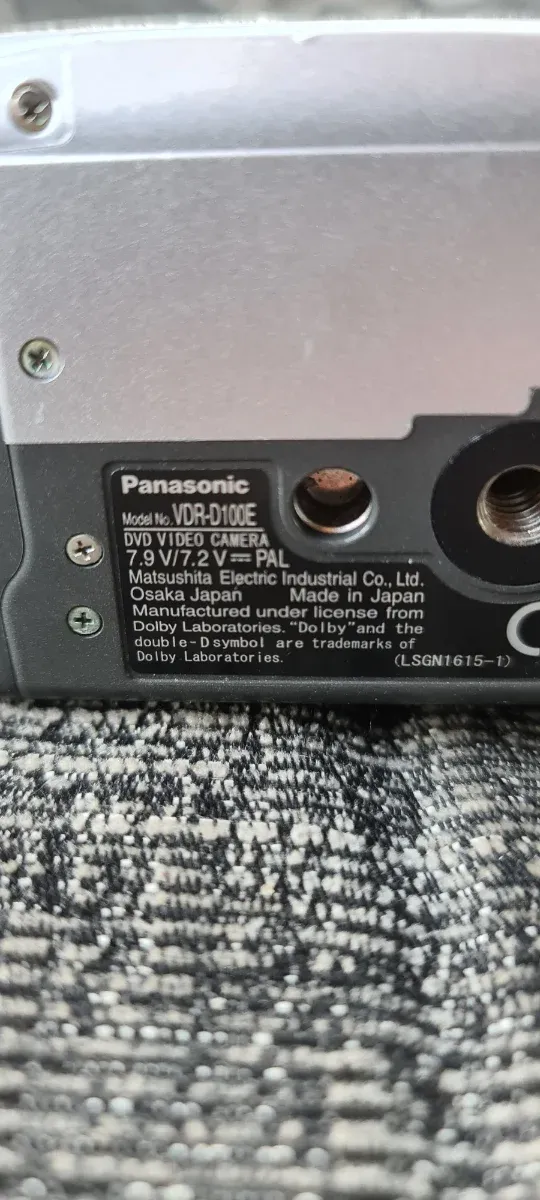 Panasonic
Model No. VDR-D100E
DVD VIDEO CAMERA
7.9 V/7.2 V ⎓ PAL
Matsushita Electric Industrial Co., Ltd.
Osaka Japan Made in Japan
Manufactured under license from
Dolby Laboratories. "Dolby" and the
double-D symbol are trademarks of
Dolby Laboratories. (LSGN1615-1)